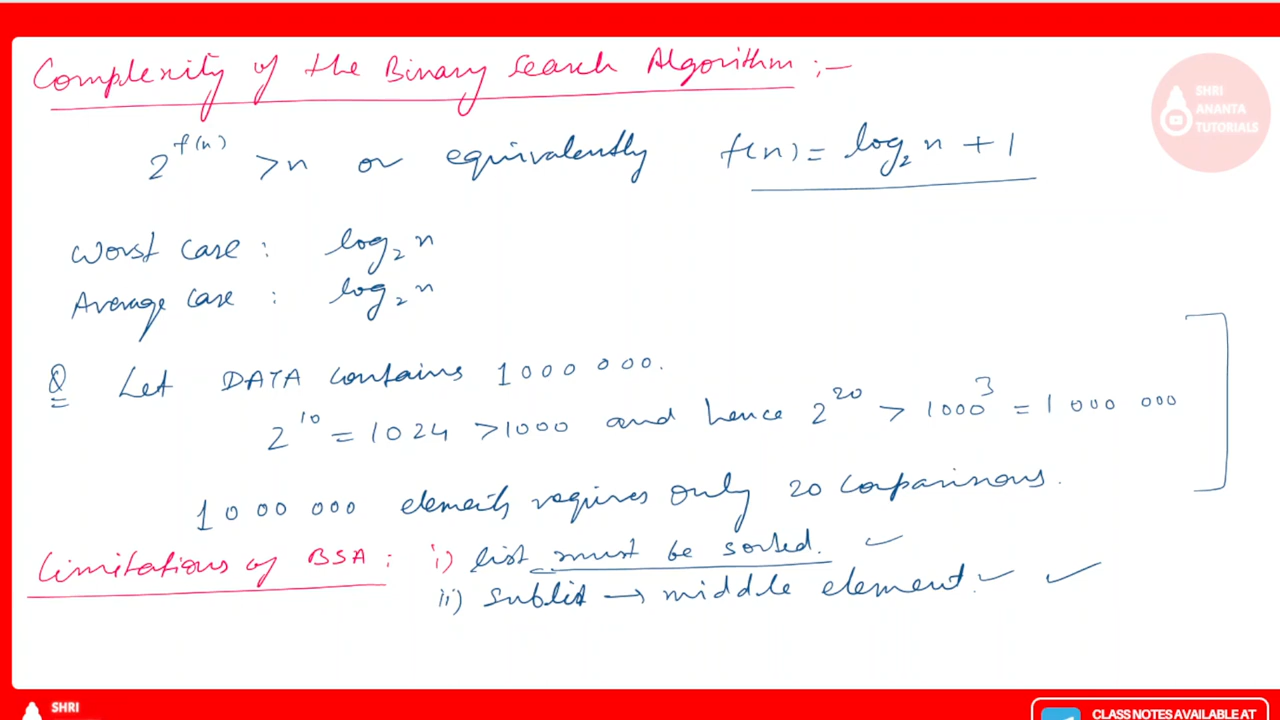 Complexity of the Binary Search Algorithm :-
SHRI
ANANTA
TUTORIALS
2^f(n) > n or equivalently f(n) = log₂ n + 1
Worst case : log₂ n
Average case : log₂ n
Q Let DATA contains 1000 000.
2^10 = 1024 > 1000 and hence 2^20 > 1000^3 = 1 000 000
1 000 000 elements requires only 20 comparisons.
Limitations of BSA : i) list must be sorted.
ii) sublist → middle element.
SHRI
CLASS NOTES AVAILABLE AT